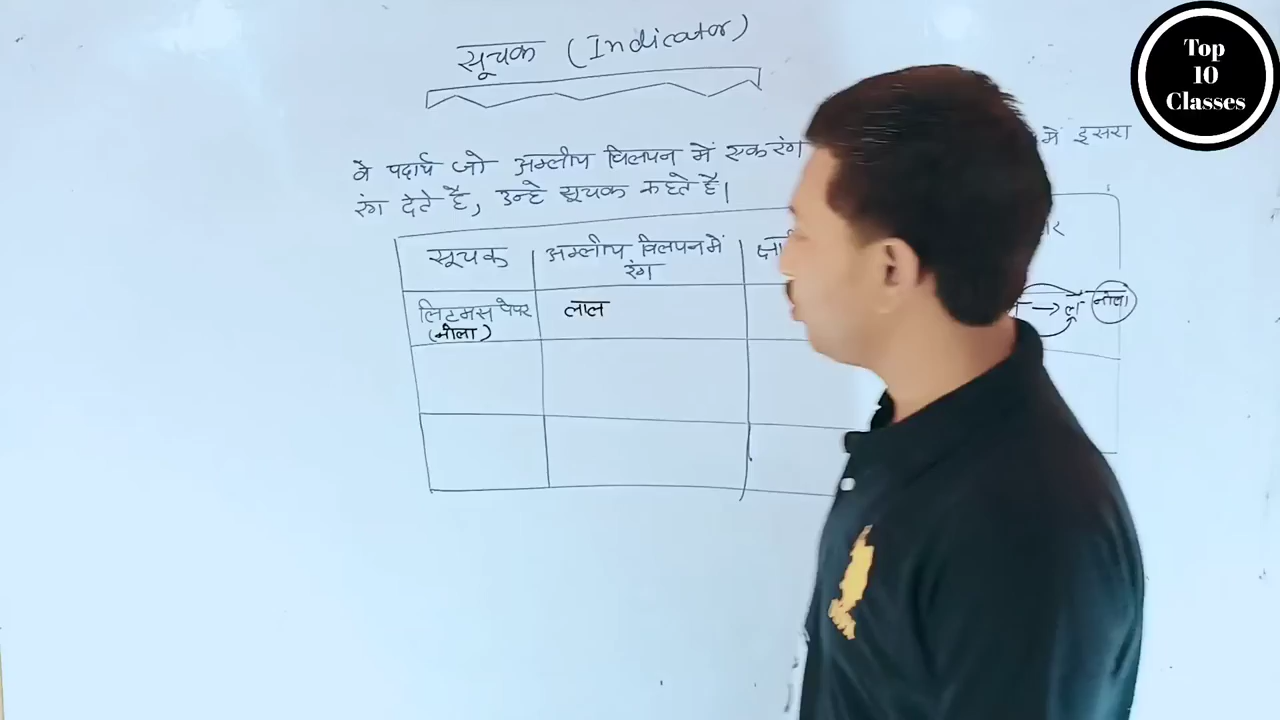 सूचक (Indicator)
Top
10
Classes
वे पदार्थ जो अम्लीय विलयन में एक रंग में दूसरा
रंग देते है, उन्हे सूचक कहते है।
सूचक अम्लीय विलयन में
रंग
लिटमस पेपर लाल
(नीला) नीला